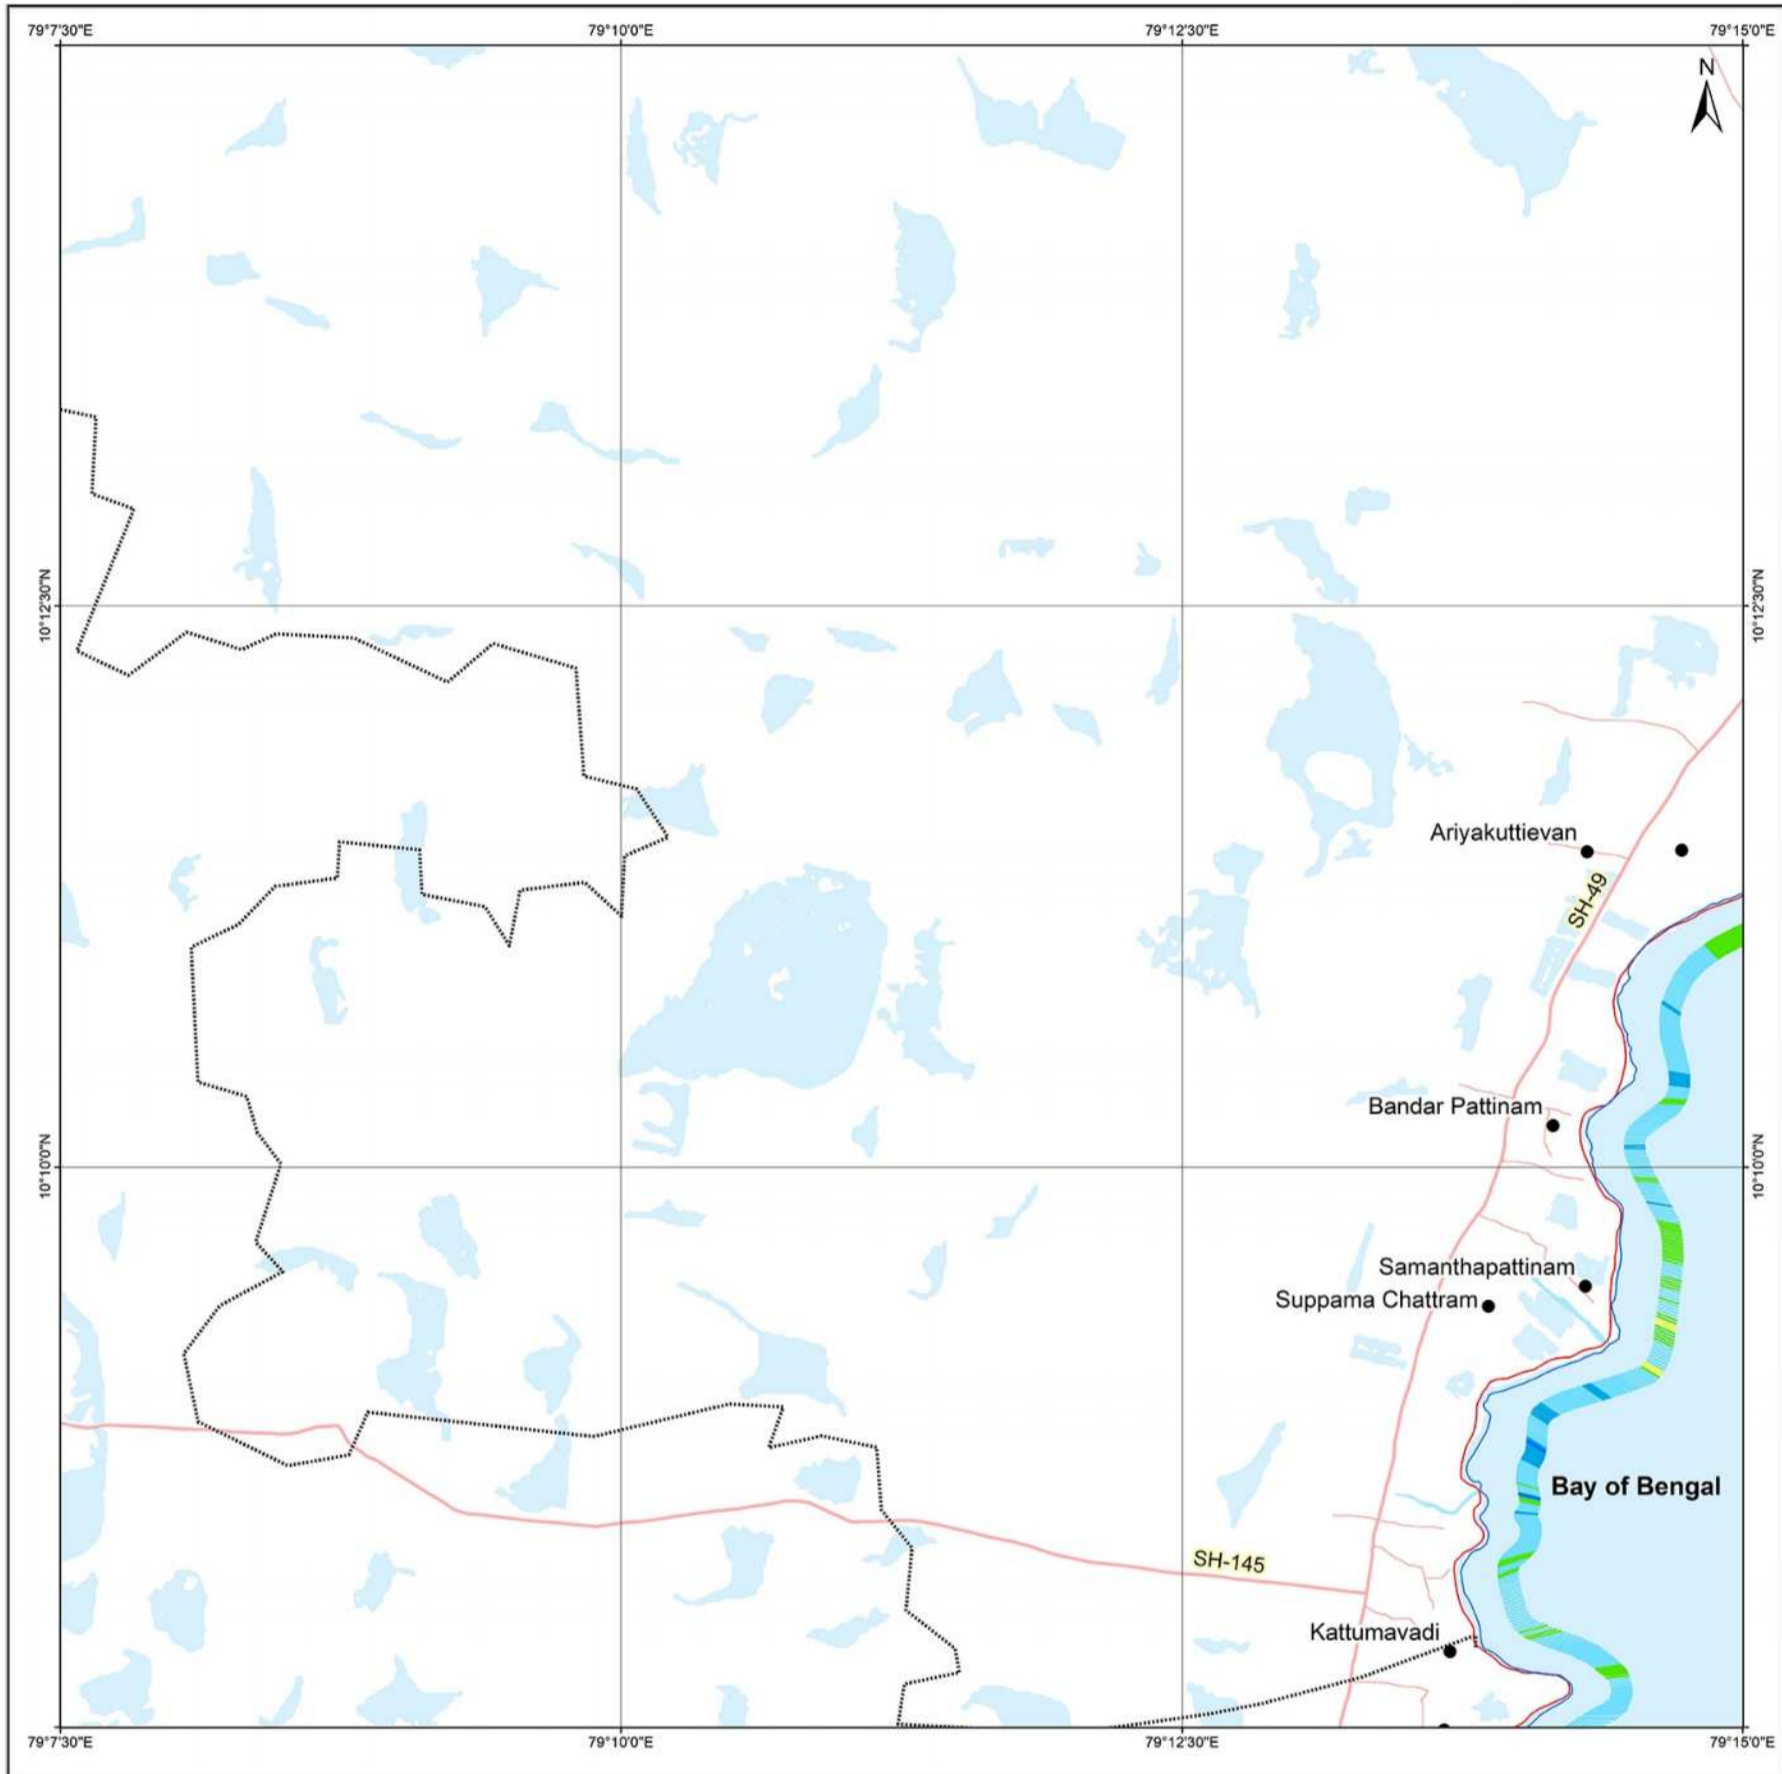 79°7'30"E
79°10'0"E
79°12'30"E
79°15'0"E
N
10°12'30"N
10°12'30"N
Ariyakuttievan
SH-49
Bandar Pattinam
10°10'0"N
10°10'0"N
Samanthapattinam
Suppama Chattram
Bay of Bengal
SH-145
Kattumavadi
79°7'30"E
79°10'0"E
79°12'30"E
79°15'0"E